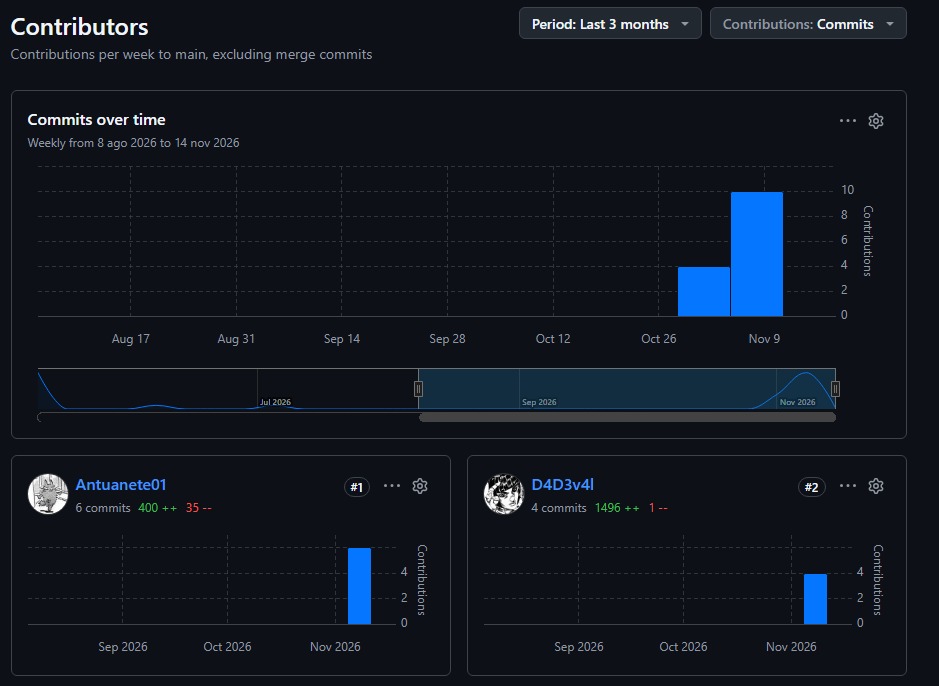 Contributors
Period: Last 3 months
Contributions: Commits
Contributions per week to main, excluding merge commits
Commits over time
Weekly from 8 ago 2026 to 14 nov 2026
10
8
6
4
2
0
Contributions
Aug 17
Aug 31
Sep 14
Sep 28
Oct 12
Oct 26
Nov 9
Jul 2026
Sep 2026
Nov 2026
Antuanete01
#1
6 commits 400 ++ 35 --
4
2
0
Contributions
Sep 2026
Oct 2026
Nov 2026
D4D3v4l
#2
4 commits 1496 ++ 1 --
4
2
0
Contributions
Sep 2026
Oct 2026
Nov 2026